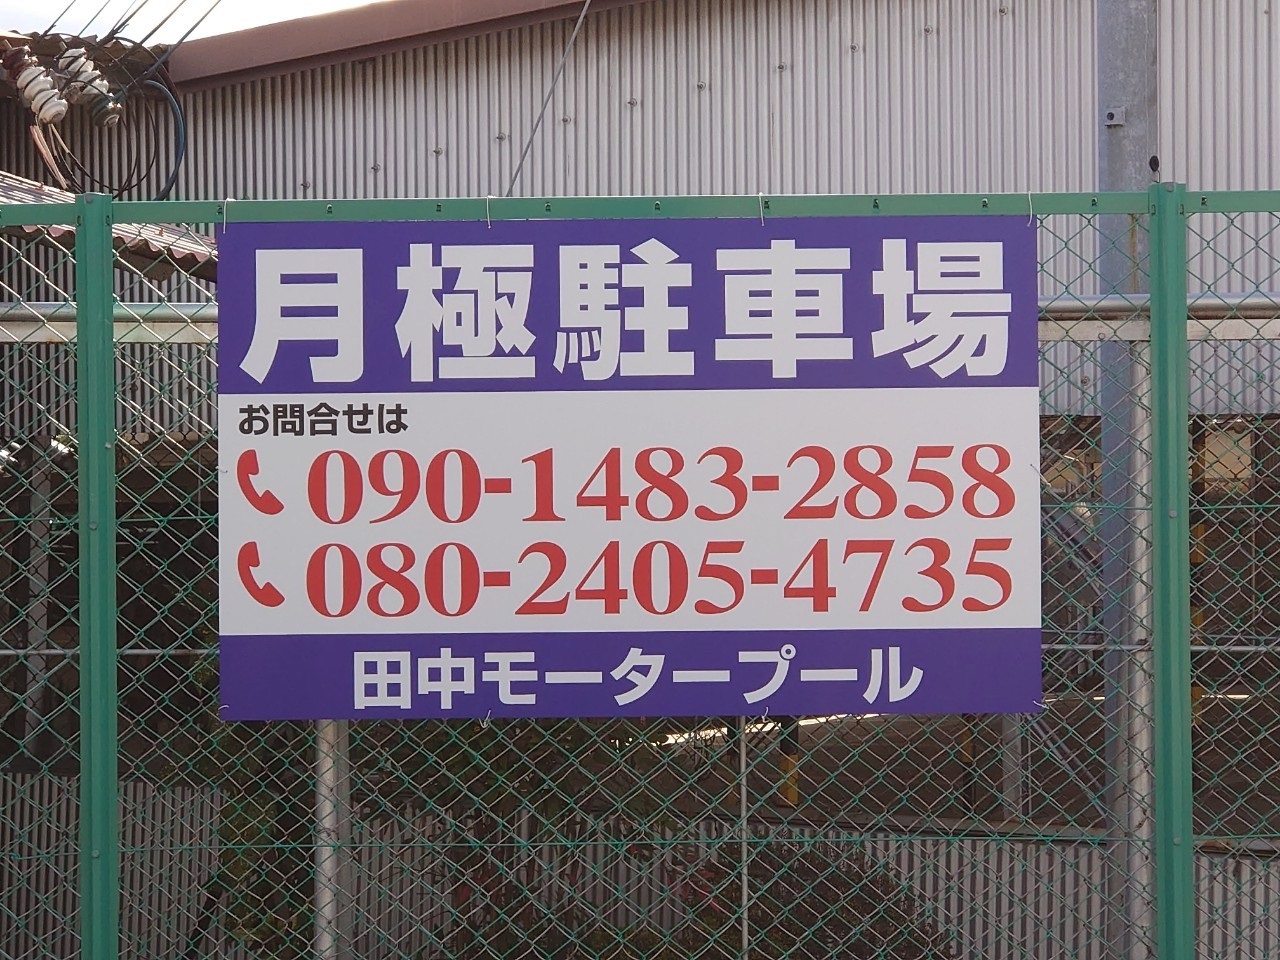 月極駐車場
お問合せは
090-1483-2858
080-2405-4735
田中モータープール